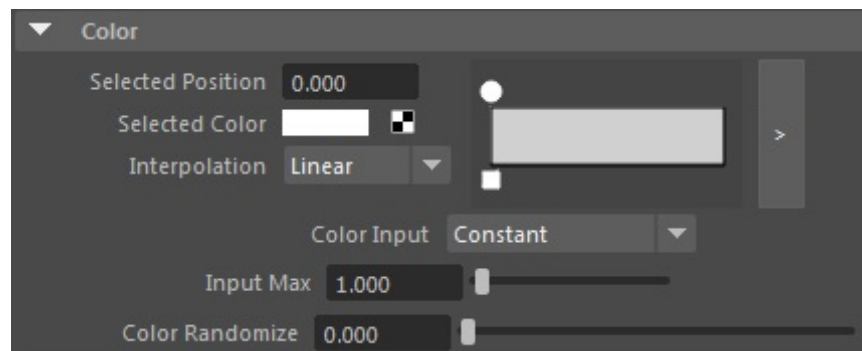 Color
Selected Position 0.000
Selected Color
Interpolation Linear
>
Color Input Constant
Input Max 1.000
Color Randomize 0.000